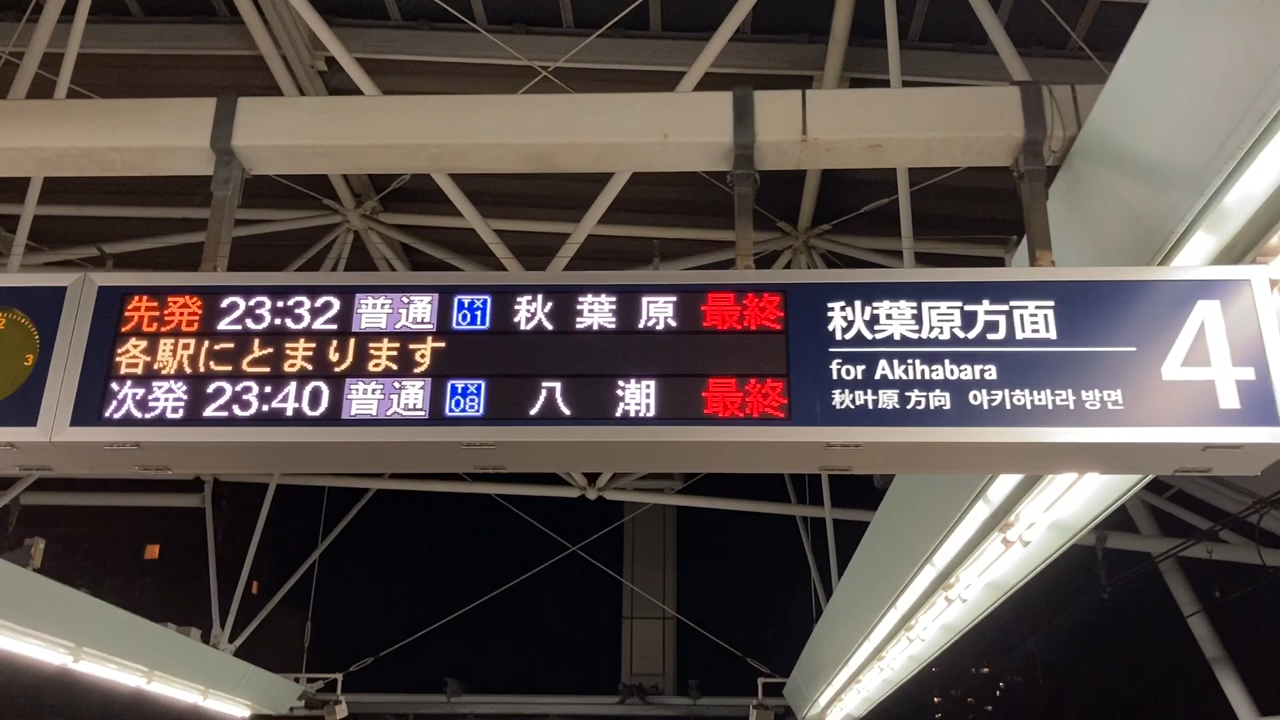 先発 23:32 普通 TX 01 秋葉原 最終
各駅にとまります
次発 23:40 普通 TX 08 八潮 最終
秋葉原方面
for Akihabara
秋叶原 方向 아키하바라 방면
4
2
3